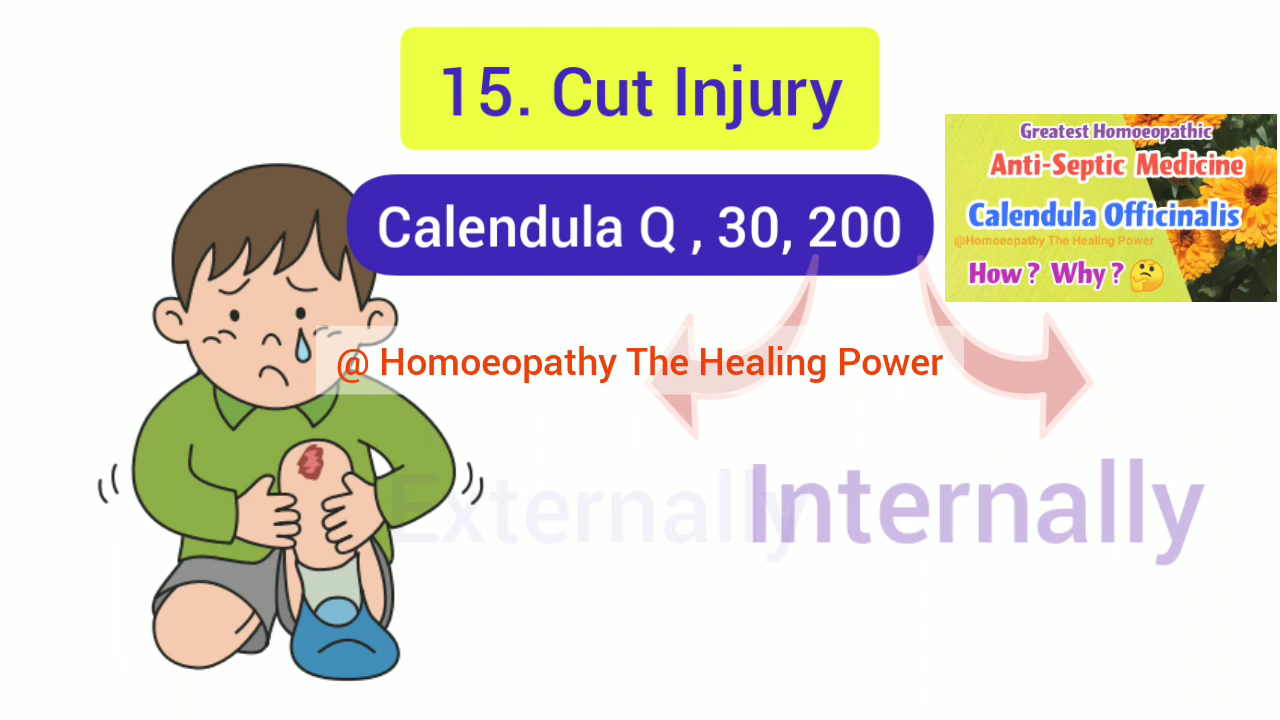 15. Cut Injury
Calendula Q , 30, 200
Greatest Homoeopathic
Anti-Septic Medicine
Calendula Officinalis
@Homoeopathy The Healing Power
How ? Why ? 🤔
@ Homoeopathy The Healing Power
Externally
Internally